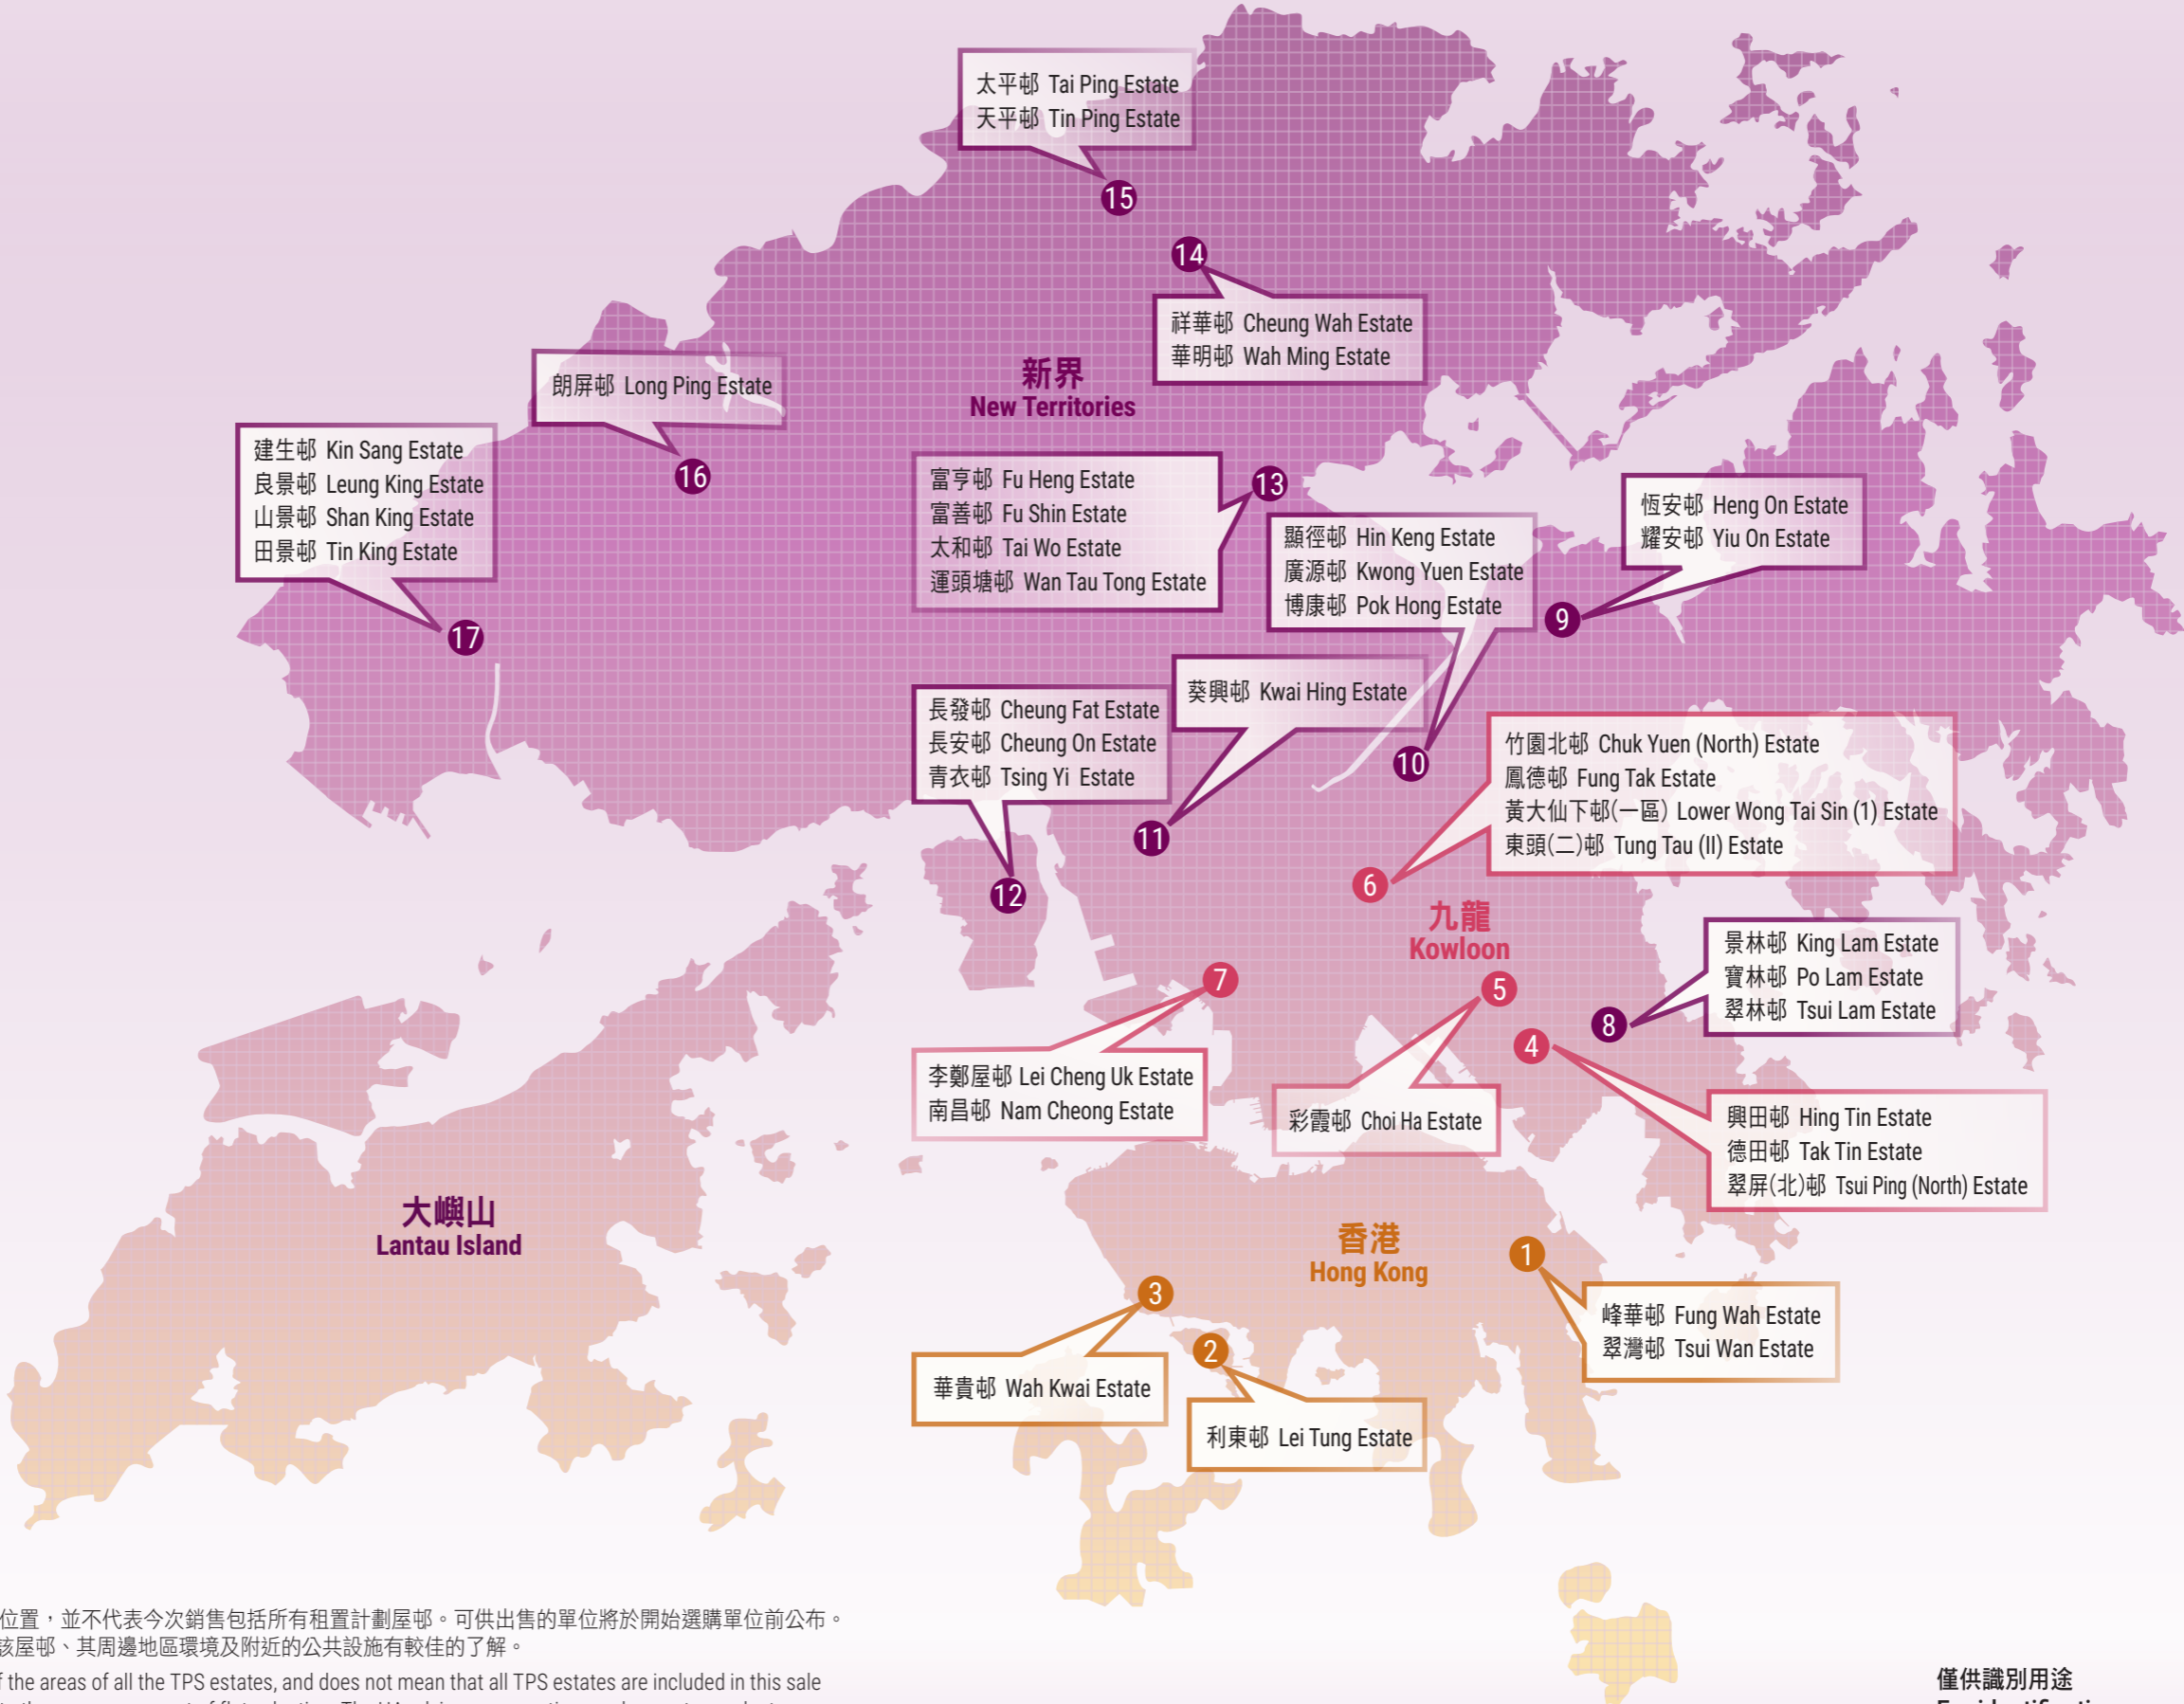 太平邨 Tai Ping Estate
天平邨 Tin Ping Estate
15
14
祥華邨 Cheung Wah Estate
華明邨 Wah Ming Estate
新界
New Territories
朗屏邨 Long Ping Estate
16
建生邨 Kin Sang Estate
良景邨 Leung King Estate
山景邨 Shan King Estate
田景邨 Tin King Estate
17
富亨邨 Fu Heng Estate
富善邨 Fu Shin Estate
太和邨 Tai Wo Estate
運頭塘邨 Wan Tau Tong Estate
13
顯徑邨 Hin Keng Estate
廣源邨 Kwong Yuen Estate
博康邨 Pok Hong Estate
10
恆安邨 Heng On Estate
耀安邨 Yiu On Estate
9
葵興邨 Kwai Hing Estate
11
長發邨 Cheung Fat Estate
長安邨 Cheung On Estate
青衣邨 Tsing Yi Estate
12
竹園北邨 Chuk Yuen (North) Estate
鳳德邨 Fung Tak Estate
黃大仙下邨(一區) Lower Wong Tai Sin (1) Estate
東頭(二)邨 Tung Tau (II) Estate
6
九龍
Kowloon
7
李鄭屋邨 Lei Cheng Uk Estate
南昌邨 Nam Cheong Estate
5
彩霞邨 Choi Ha Estate
景林邨 King Lam Estate
寶林邨 Po Lam Estate
翠林邨 Tsui Lam Estate
8
4
興田邨 Hing Tin Estate
德田邨 Tak Tin Estate
翠屏(北)邨 Tsui Ping (North) Estate
大嶼山
Lantau Island
香港
Hong Kong
1
峰華邨 Fung Wah Estate
翠灣邨 Tsui Wan Estate
3
華貴邨 Wah Kwai Estate
2
利東邨 Lei Tung Estate
位置，並不代表今次銷售包括所有租置計劃屋邨。可供出售的單位將於開始選購單位前公布。
該屋邨、其周邊地區環境及附近的公共設施有較佳的了解。
f the areas of all the TPS estates, and does not mean that all TPS estates are included in this sale
僅供識別用途